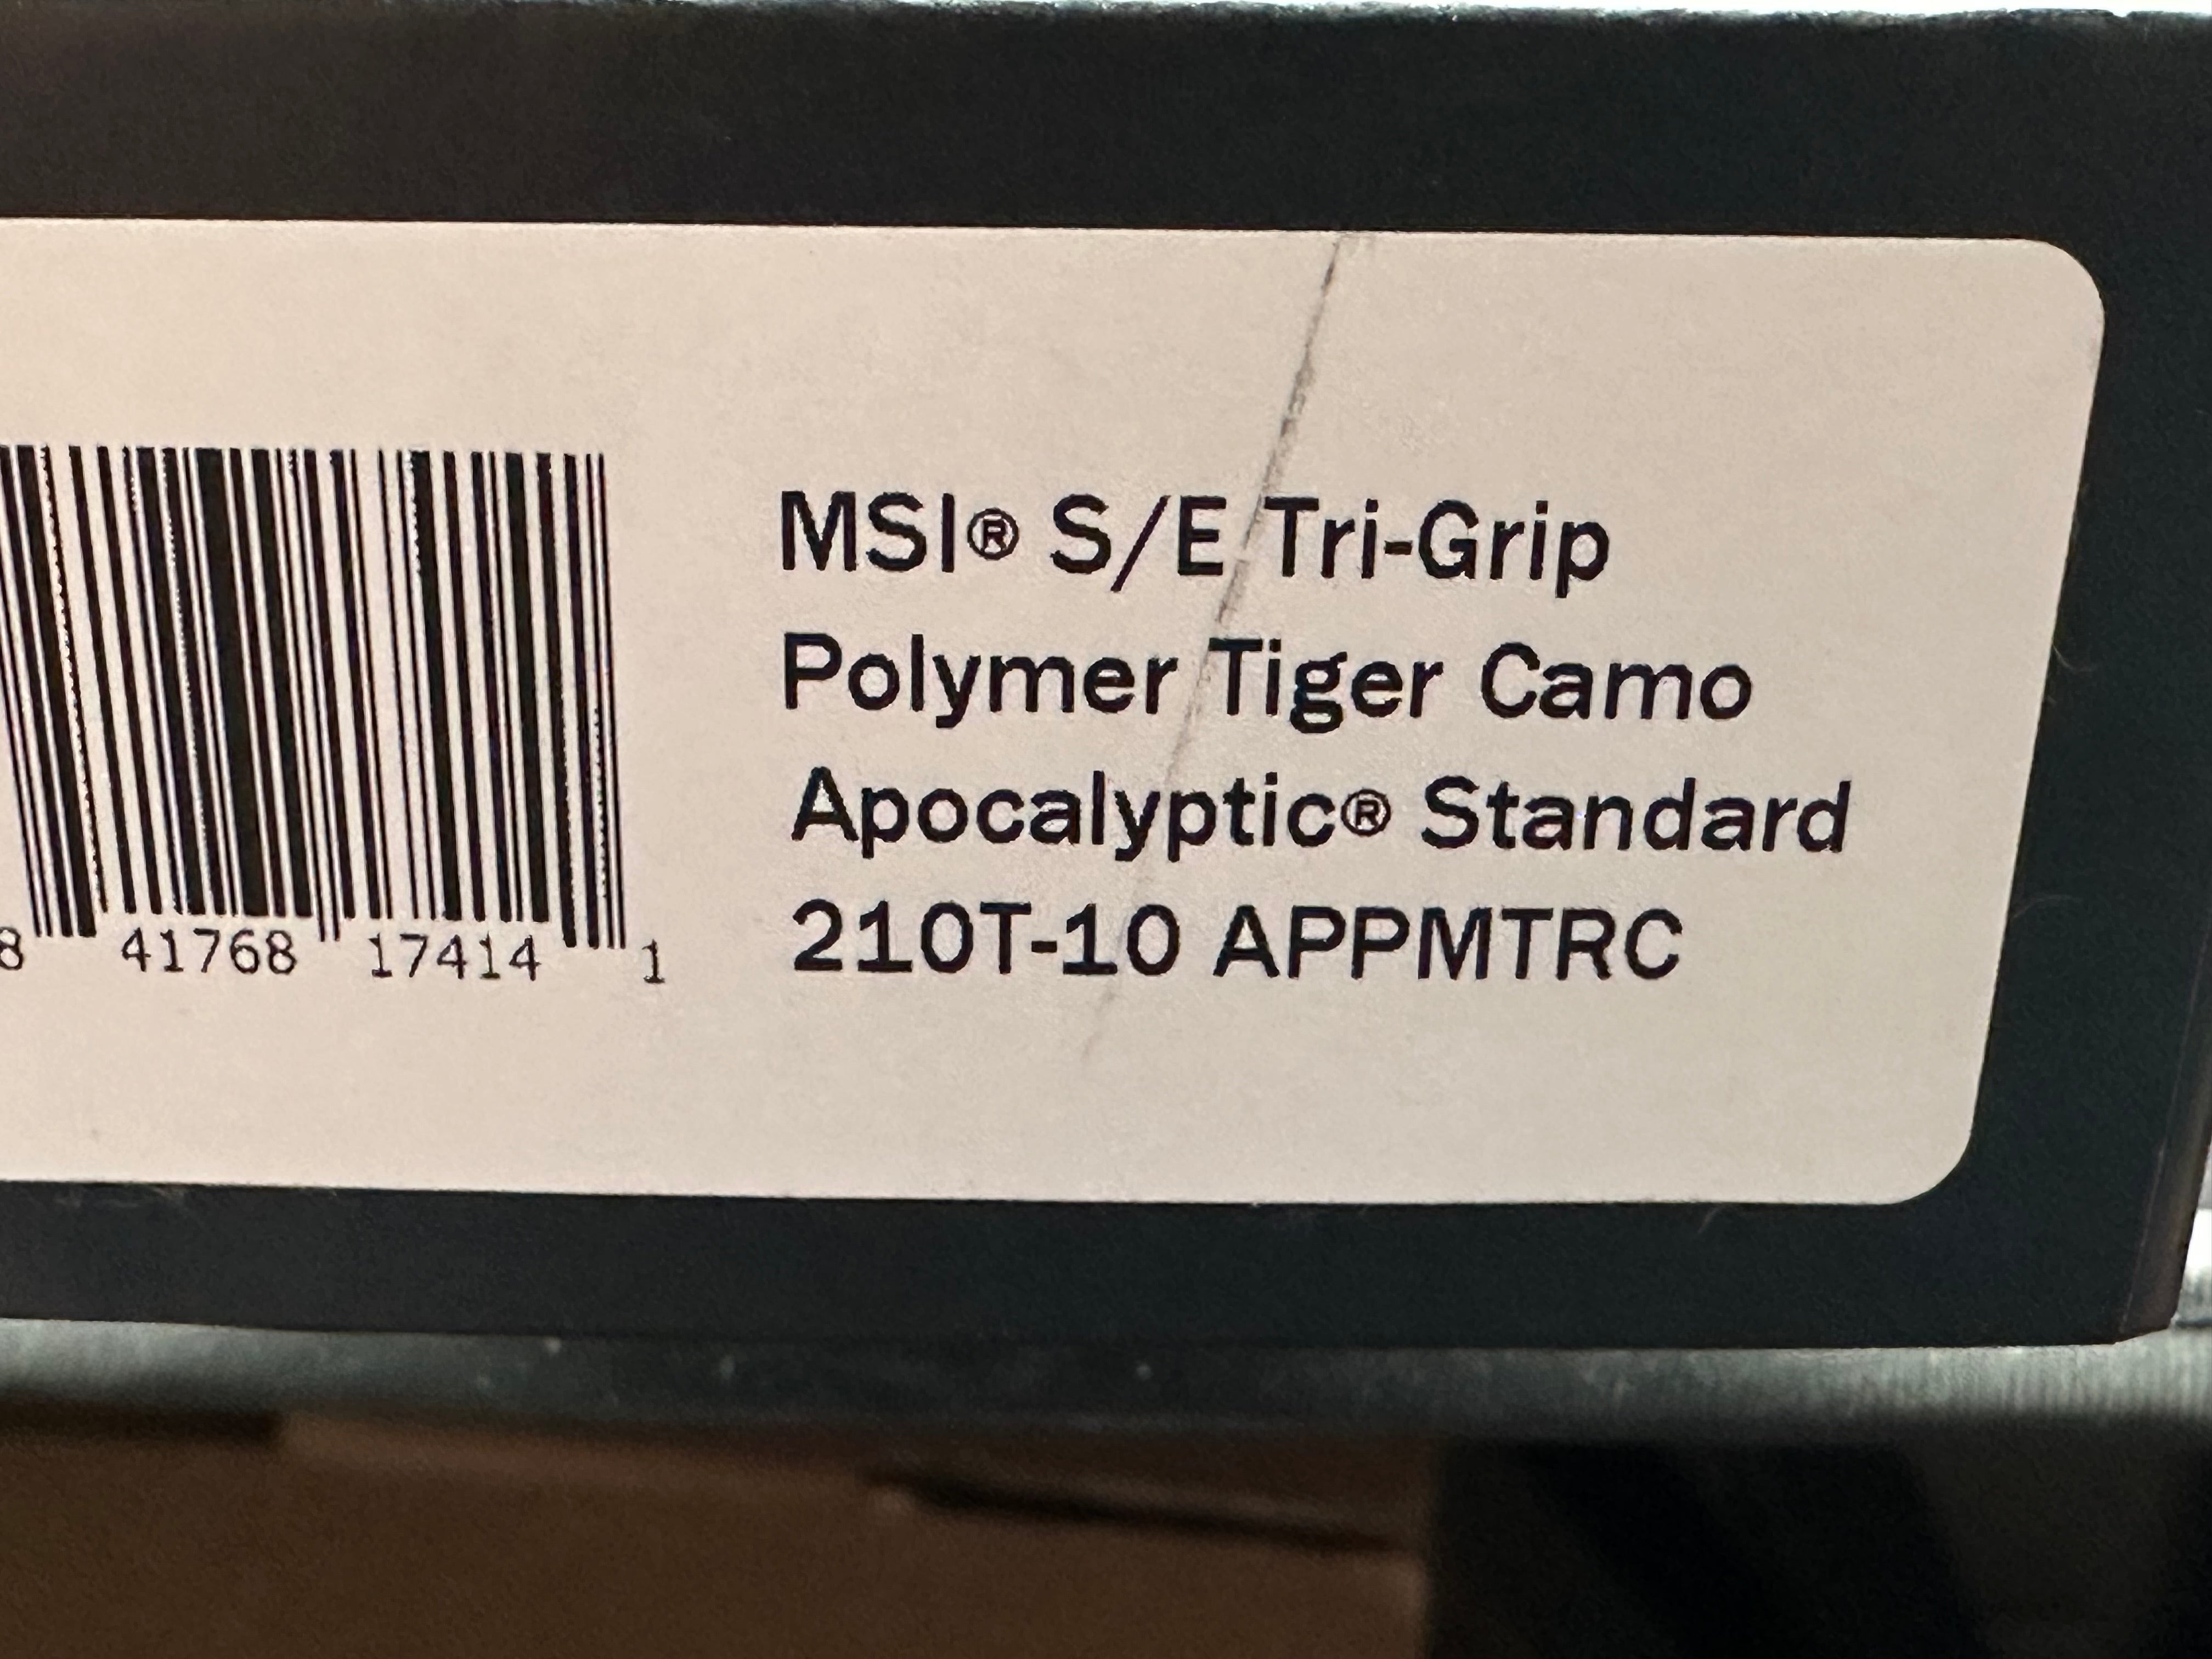 MSI® S/E Tri-Grip
Polymer Tiger Camo
Apocalyptic® Standard
210T-10 APPMTRC
8 41768 17414 1